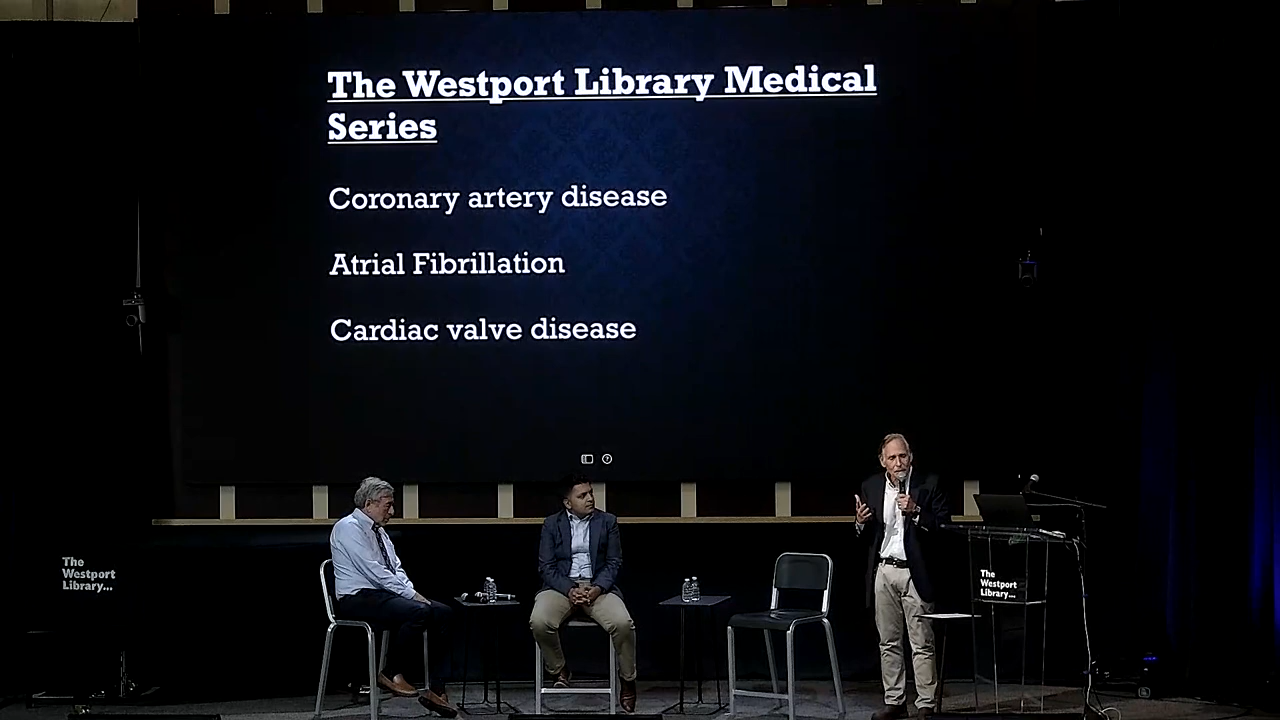 The Westport Library Medical
Series
Coronary artery disease
Atrial Fibrillation
Cardiac valve disease
The
Westport
Library...
The
Westport
Library...